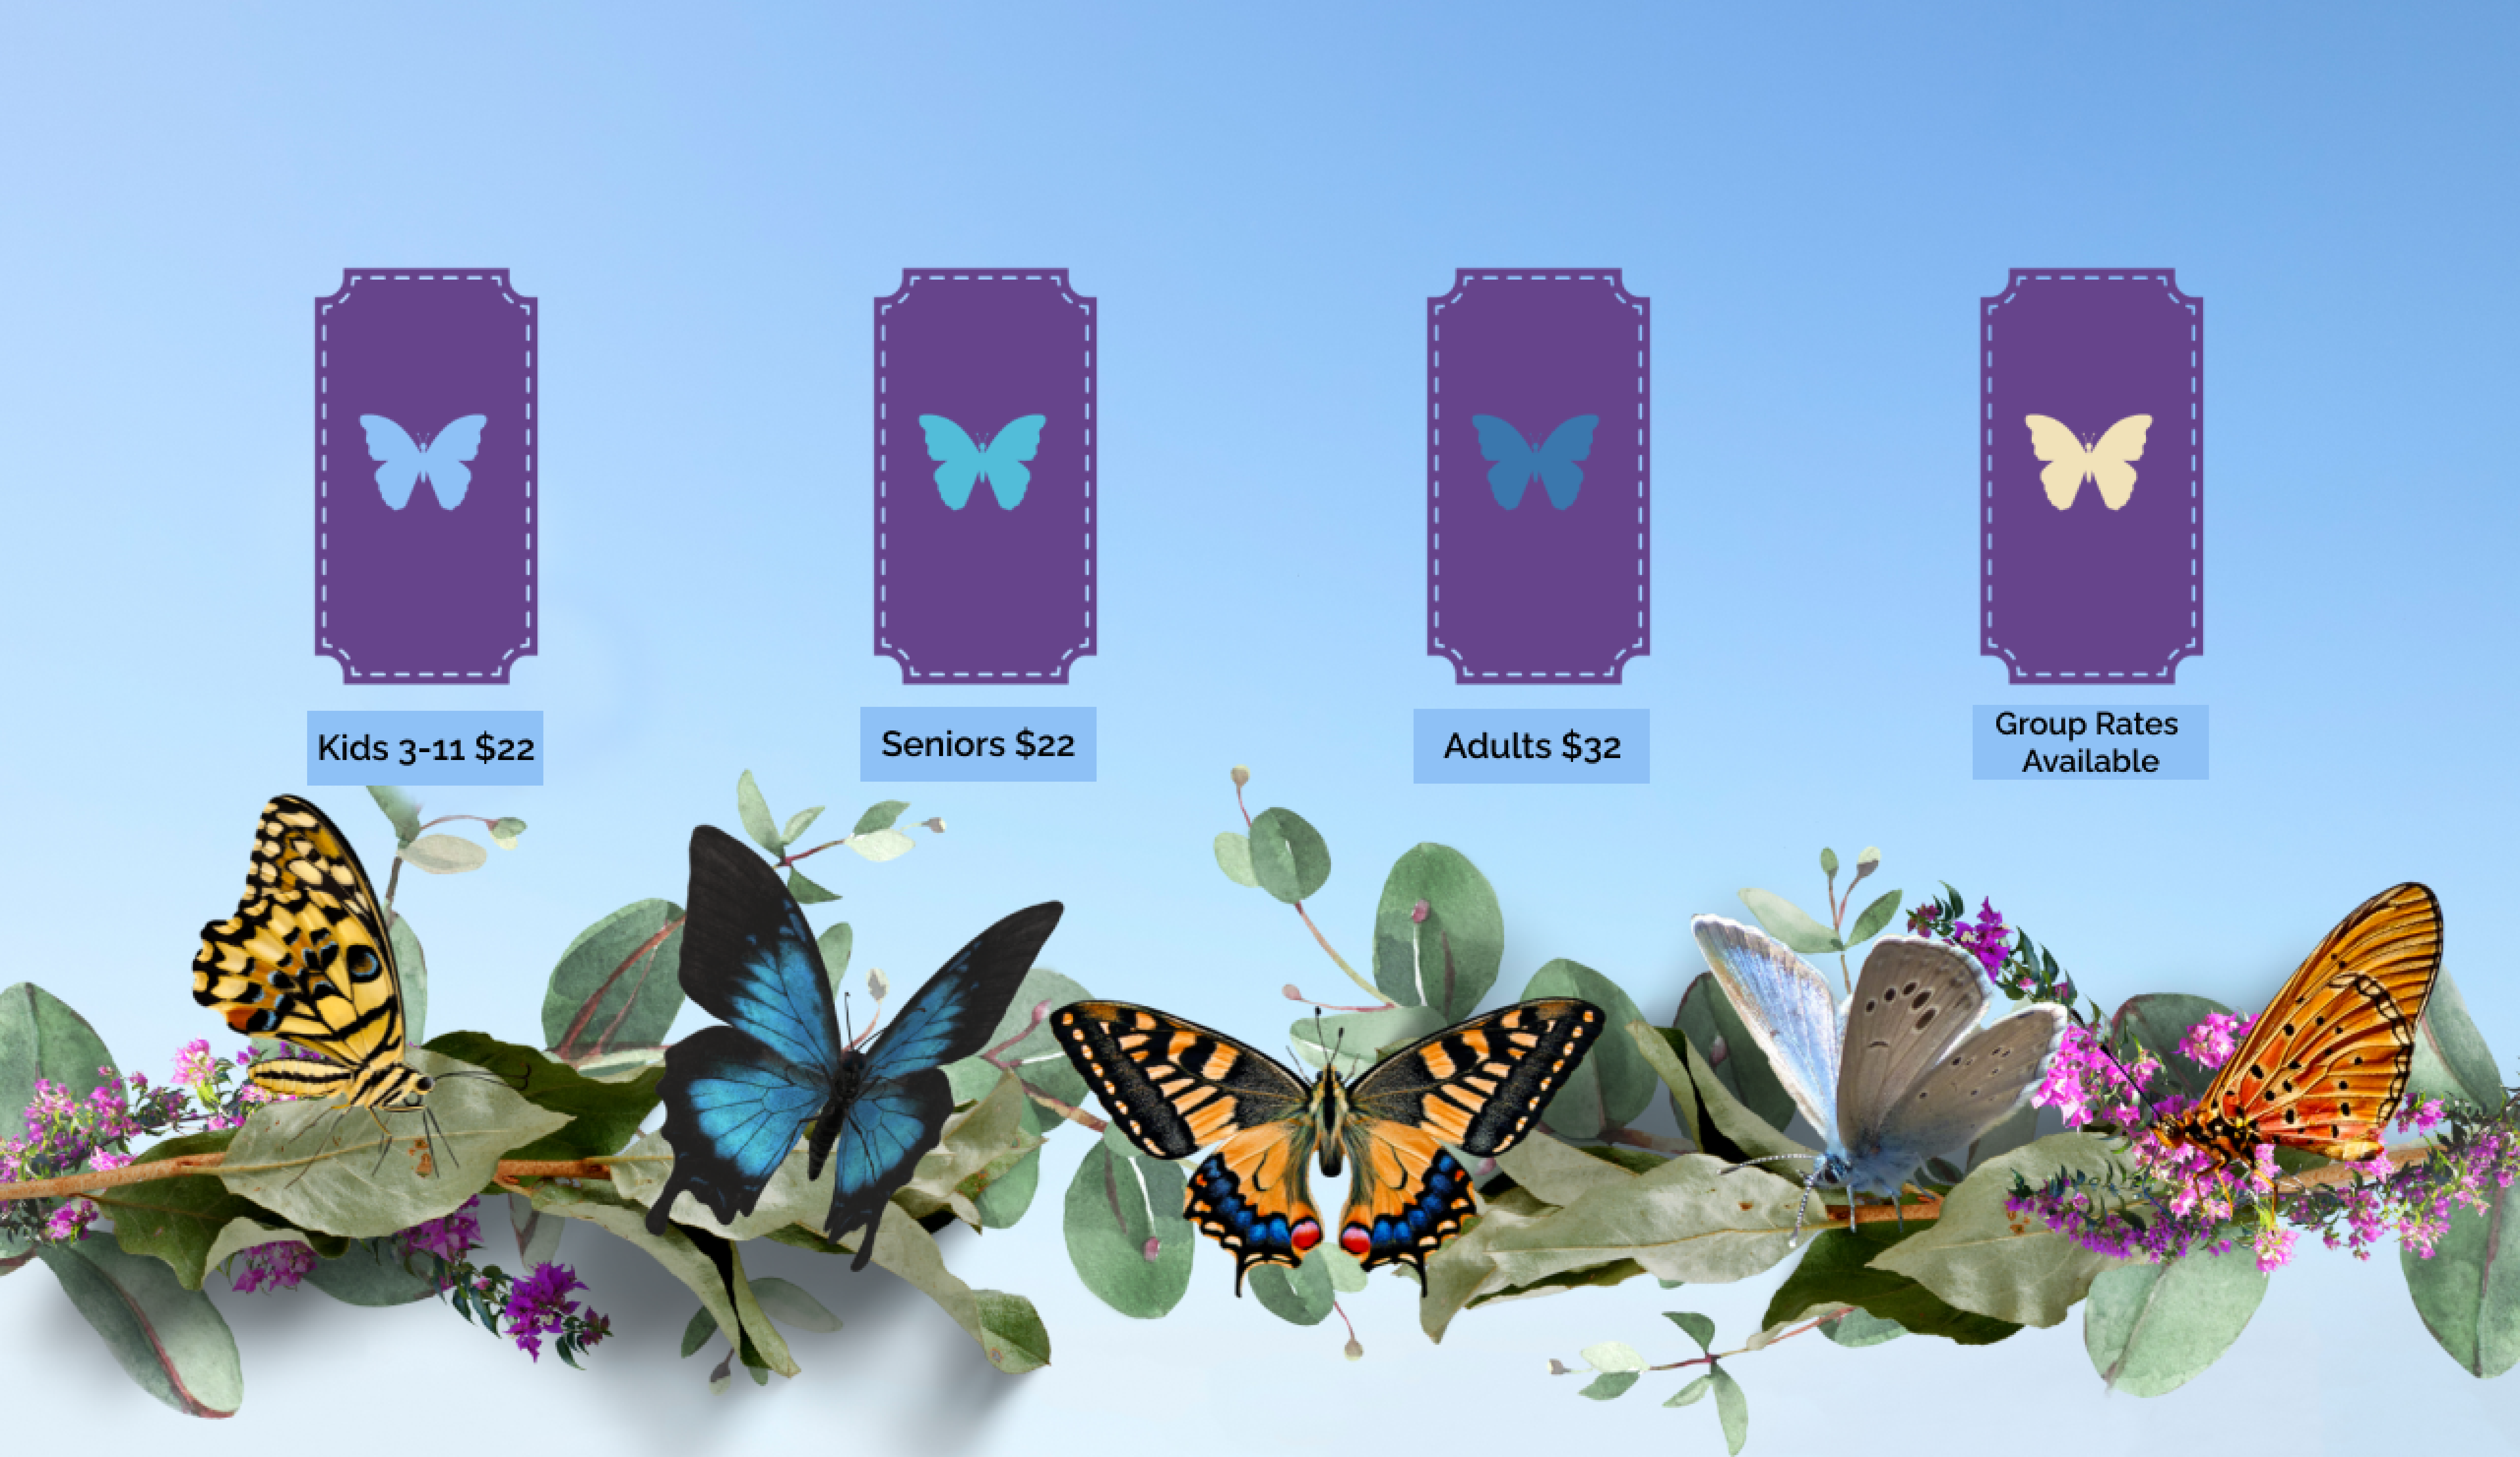 Kids 3-11 $22
Seniors $22
Adults $32
Group Rates
Available